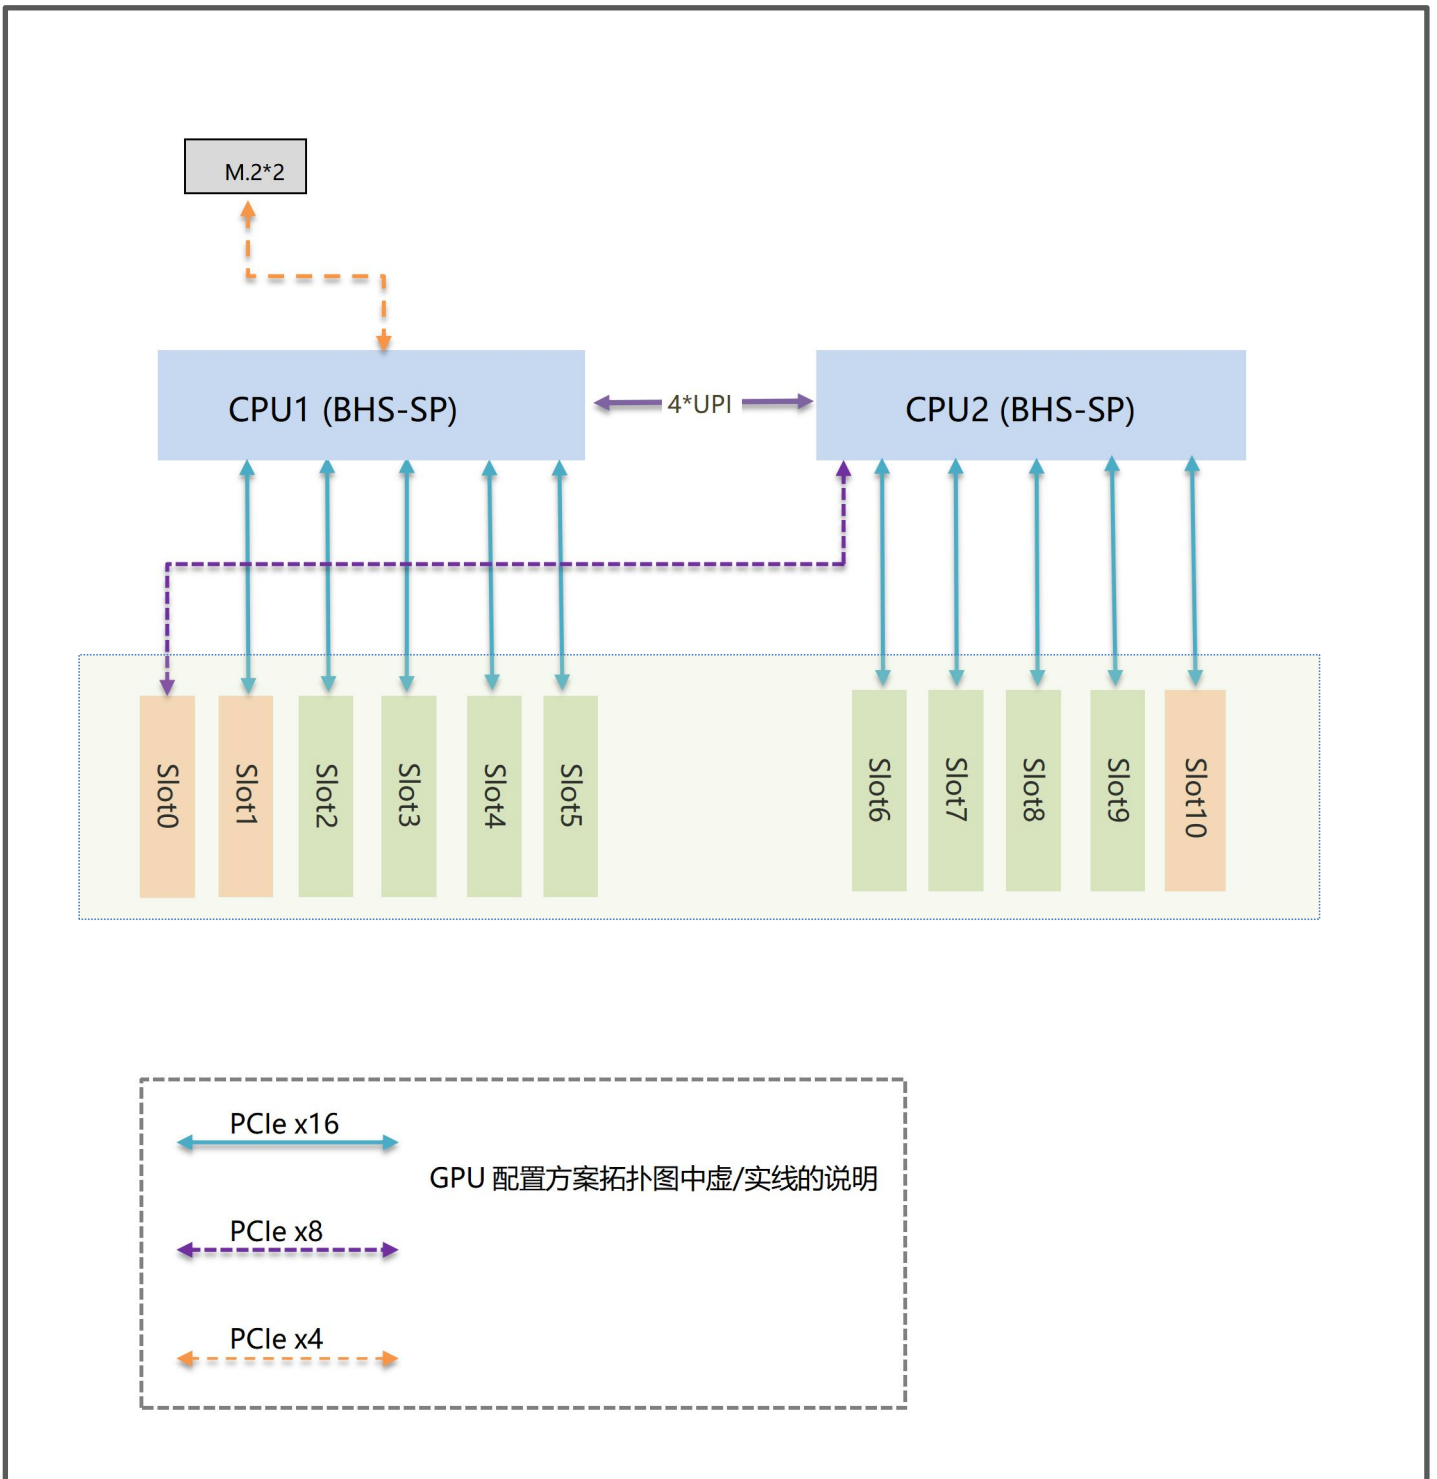 M.2*2
CPU1 (BHS-SP)
4*UPI
CPU2 (BHS-SP)
Slot0
Slot1
Slot2
Slot3
Slot4
Slot5
Slot6
Slot7
Slot8
Slot9
Slot10
PCIe x16
GPU 配置方案拓扑图中虚/实线的说明
PCIe x8
PCIe x4